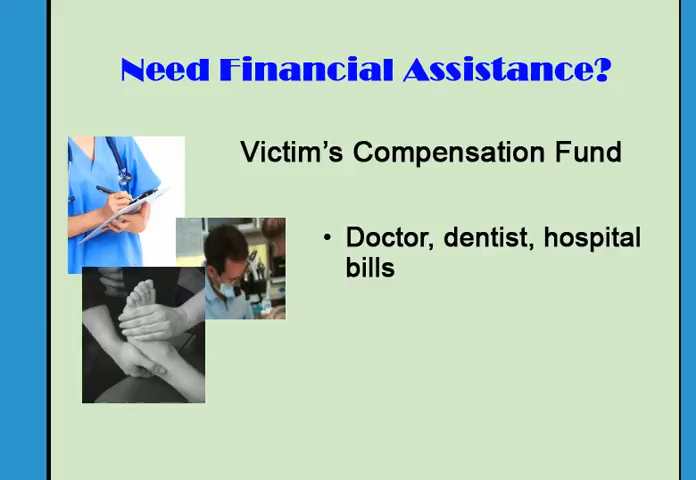 Need Financial Assistance?
Victim's Compensation Fund
• Doctor, dentist, hospital
bills